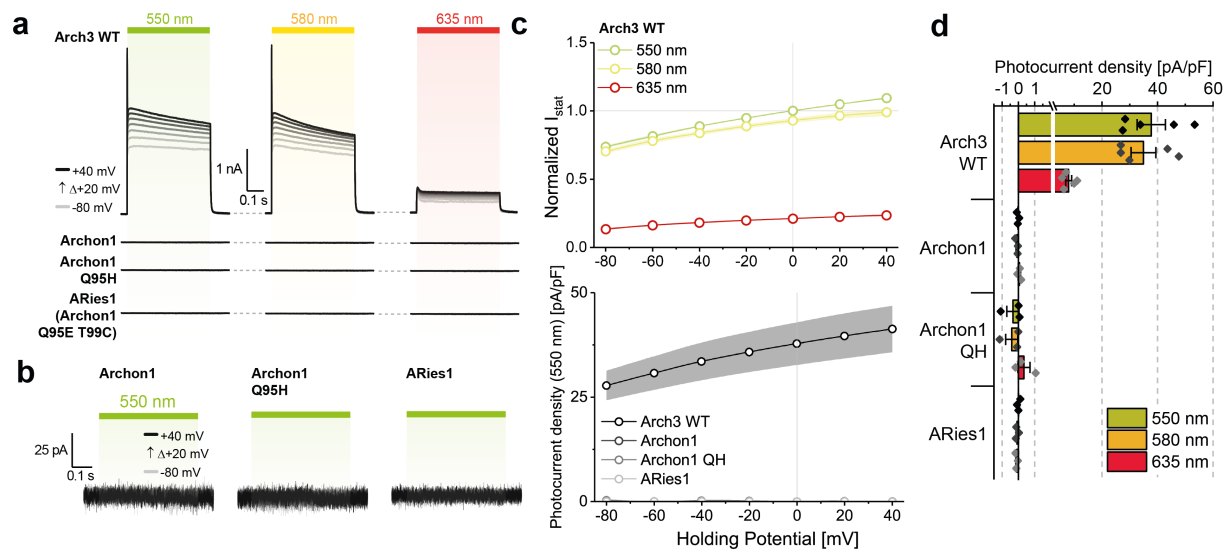 a
550 nm
580 nm
635 nm
Arch3 WT
+40 mV
↑ Δ+20 mV
-80 mV
1 nA
0.1 s
Archon1
Archon1
Q95H
ARies1
(Archon1
Q95E T99C)
b
Archon1
Archon1
Q95H
ARies1
550 nm
25 pA
0.1 s
+40 mV
↑ Δ+20 mV
-80 mV
c
Arch3 WT
550 nm
580 nm
635 nm
Normalized Istat
1.5
1.0
0.5
0.0
-80 -60 -40 -20 0 20 40
Photocurrent density (550 nm) [pA/pF]
50
25
0
Arch3 WT
Archon1
Archon1 QH
ARies1
-80 -60 -40 -20 0 20 40
Holding Potential [mV]
d
Photocurrent density [pA/pF]
-1 0 1 20 40 60
Arch3
WT
Archon1
Archon1
QH
ARies1
550 nm
580 nm
635 nm